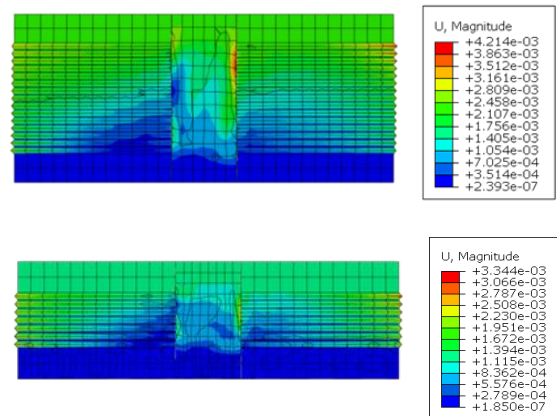 U, Magnitude
+4.214e-03
+3.863e-03
+3.512e-03
+3.161e-03
+2.809e-03
+2.458e-03
+2.107e-03
+1.756e-03
+1.405e-03
+1.054e-03
+7.025e-04
+3.514e-04
+2.393e-07
U, Magnitude
+3.344e-03
+3.066e-03
+2.787e-03
+2.508e-03
+2.230e-03
+1.951e-03
+1.672e-03
+1.394e-03
+1.115e-03
+8.362e-04
+5.576e-04
+2.789e-04
+1.850e-07